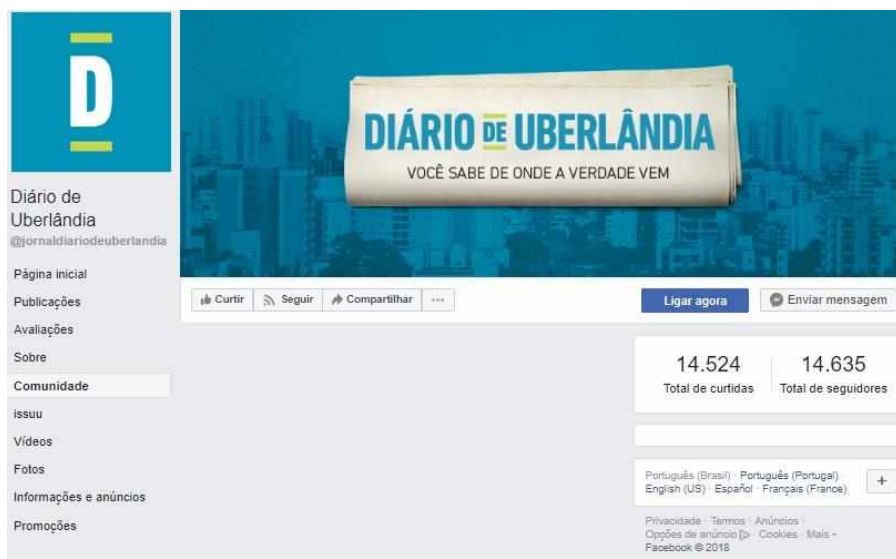 D
DIÁRIO DE UBERLÂNDIA
VOCÊ SABE DE ONDE A VERDADE VEM
Diário de
Uberlândia
@jornaldiariodeuberlandia
Página inicial
Publicações
Avaliações
Sobre
Comunidade
issuu
Vídeos
Fotos
Informações e anúncios
Promoções
Curtir Seguir Compartilhar ...
Ligar agora Enviar mensagem
14.524 14.635
Total de curtidas Total de seguidores
Português (Brasil) · Português (Portugal) ·
English (US) · Español · Français (France)
+
Privacidade · Termos · Anúncios ·
Opções de anúncio · Cookies · Mais
Facebook © 2018